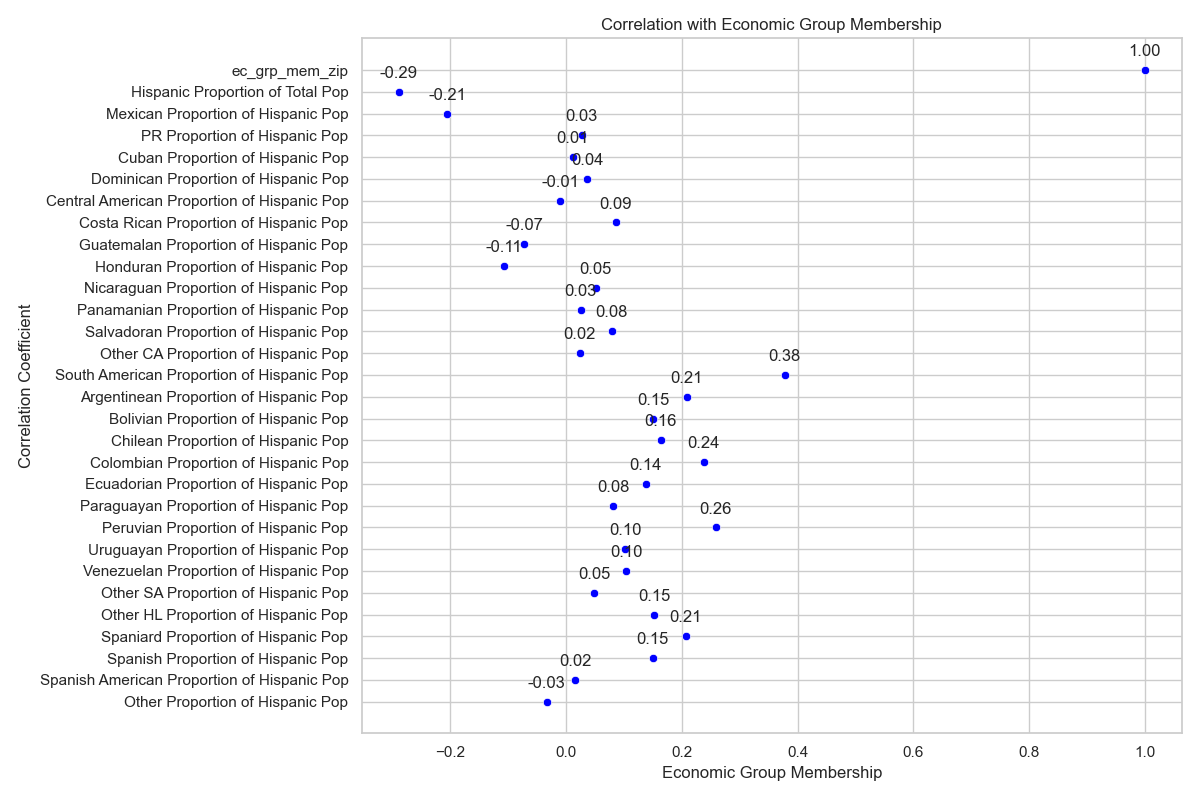 Correlation with Economic Group Membership
1.00
ec_grp_mem_zip
-0.29
Hispanic Proportion of Total Pop
-0.21
Mexican Proportion of Hispanic Pop
0.03
PR Proportion of Hispanic Pop
0.01
Cuban Proportion of Hispanic Pop
0.04
Dominican Proportion of Hispanic Pop
-0.01
Central American Proportion of Hispanic Pop
0.09
Costa Rican Proportion of Hispanic Pop
-0.07
Guatemalan Proportion of Hispanic Pop
-0.11
Honduran Proportion of Hispanic Pop
0.05
Nicaraguan Proportion of Hispanic Pop
0.03
Panamanian Proportion of Hispanic Pop
0.08
Salvadoran Proportion of Hispanic Pop
0.02
Other CA Proportion of Hispanic Pop
0.38
South American Proportion of Hispanic Pop
0.21
Argentinean Proportion of Hispanic Pop
0.15
Bolivian Proportion of Hispanic Pop
0.16
Chilean Proportion of Hispanic Pop
0.24
Colombian Proportion of Hispanic Pop
0.14
Ecuadorian Proportion of Hispanic Pop
0.08
Paraguayan Proportion of Hispanic Pop
0.26
Peruvian Proportion of Hispanic Pop
0.10
Uruguayan Proportion of Hispanic Pop
0.10
Venezuelan Proportion of Hispanic Pop
0.05
Other SA Proportion of Hispanic Pop
0.15
Other HL Proportion of Hispanic Pop
0.21
Spaniard Proportion of Hispanic Pop
0.15
Spanish Proportion of Hispanic Pop
0.02
Spanish American Proportion of Hispanic Pop
-0.03
Other Proportion of Hispanic Pop
Correlation Coefficient
−0.2 0.0 0.2 0.4 0.6 0.8 1.0
Economic Group Membership